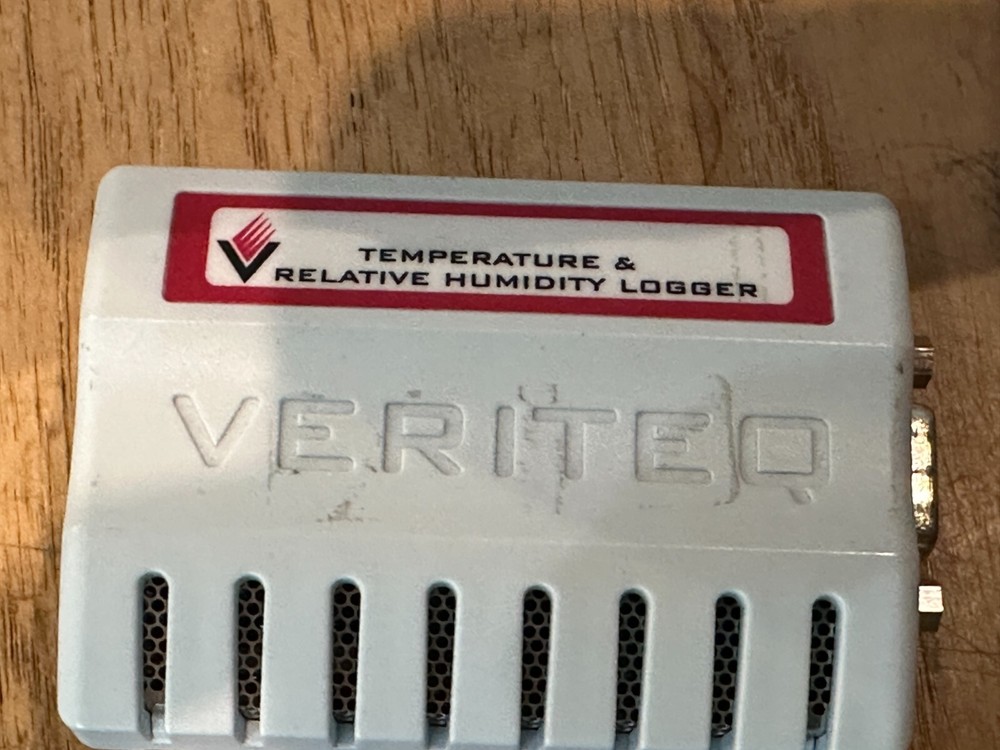 TEMPERATURE &
RELATIVE HUMIDITY LOGGER
VERITEQ